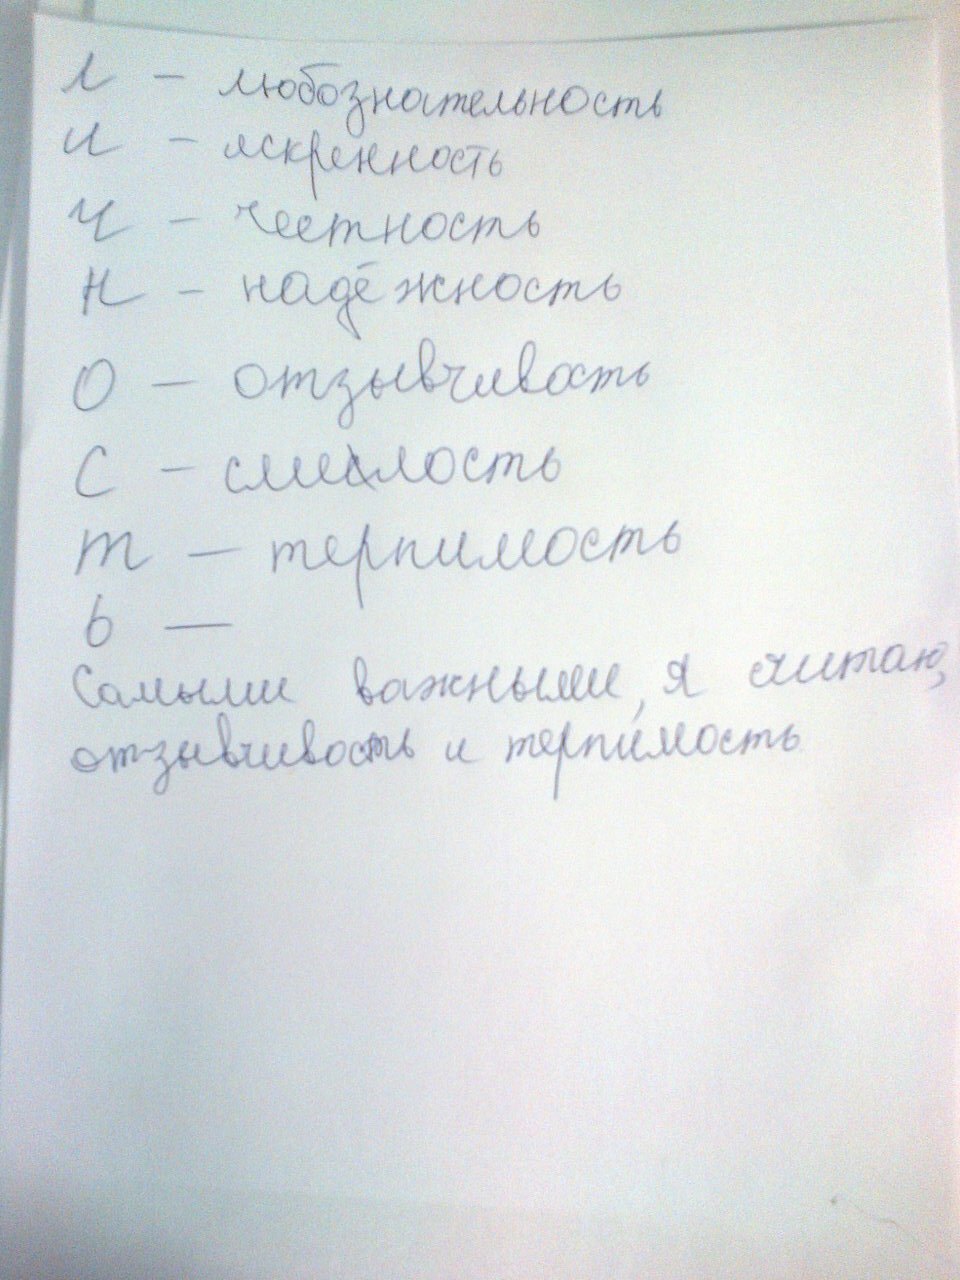 Л - любознательность
И - искренность
Ч - честность
Н - надёжность
О - отзывчивость
С - смелость
Т - терпимость
Ь -
Самыми важными, я считаю,
отзывчивость и терпимость